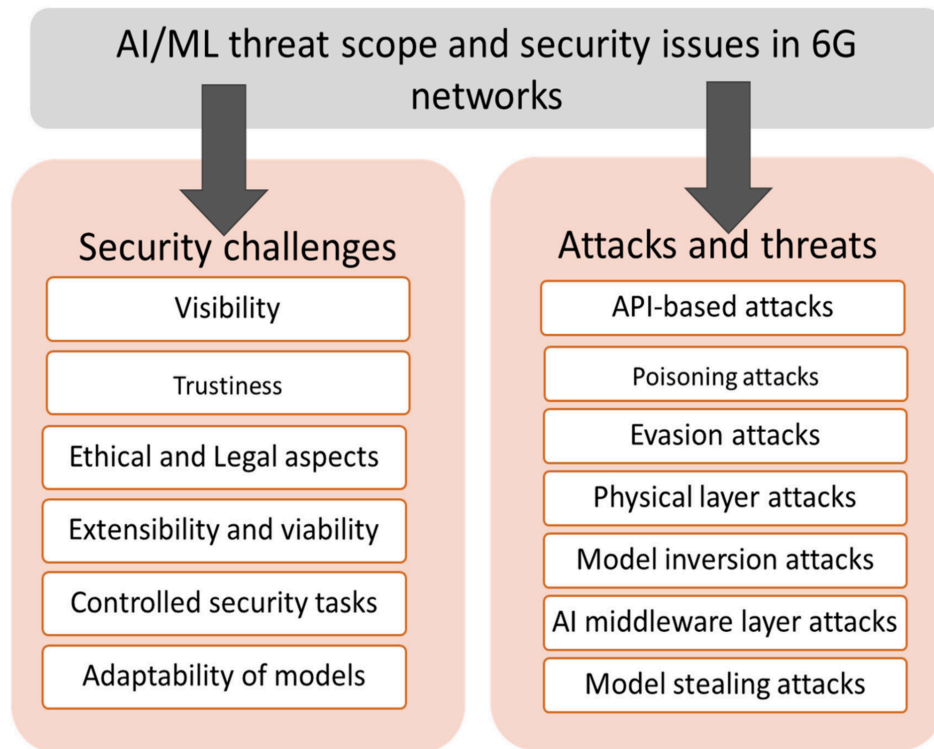 AI/ML threat scope and security issues in 6G
networks
Security challenges
Visibility
Trustiness
Ethical and Legal aspects
Extensibility and viability
Controlled security tasks
Adaptability of models
Attacks and threats
API-based attacks
Poisoning attacks
Evasion attacks
Physical layer attacks
Model inversion attacks
AI middleware layer attacks
Model stealing attacks